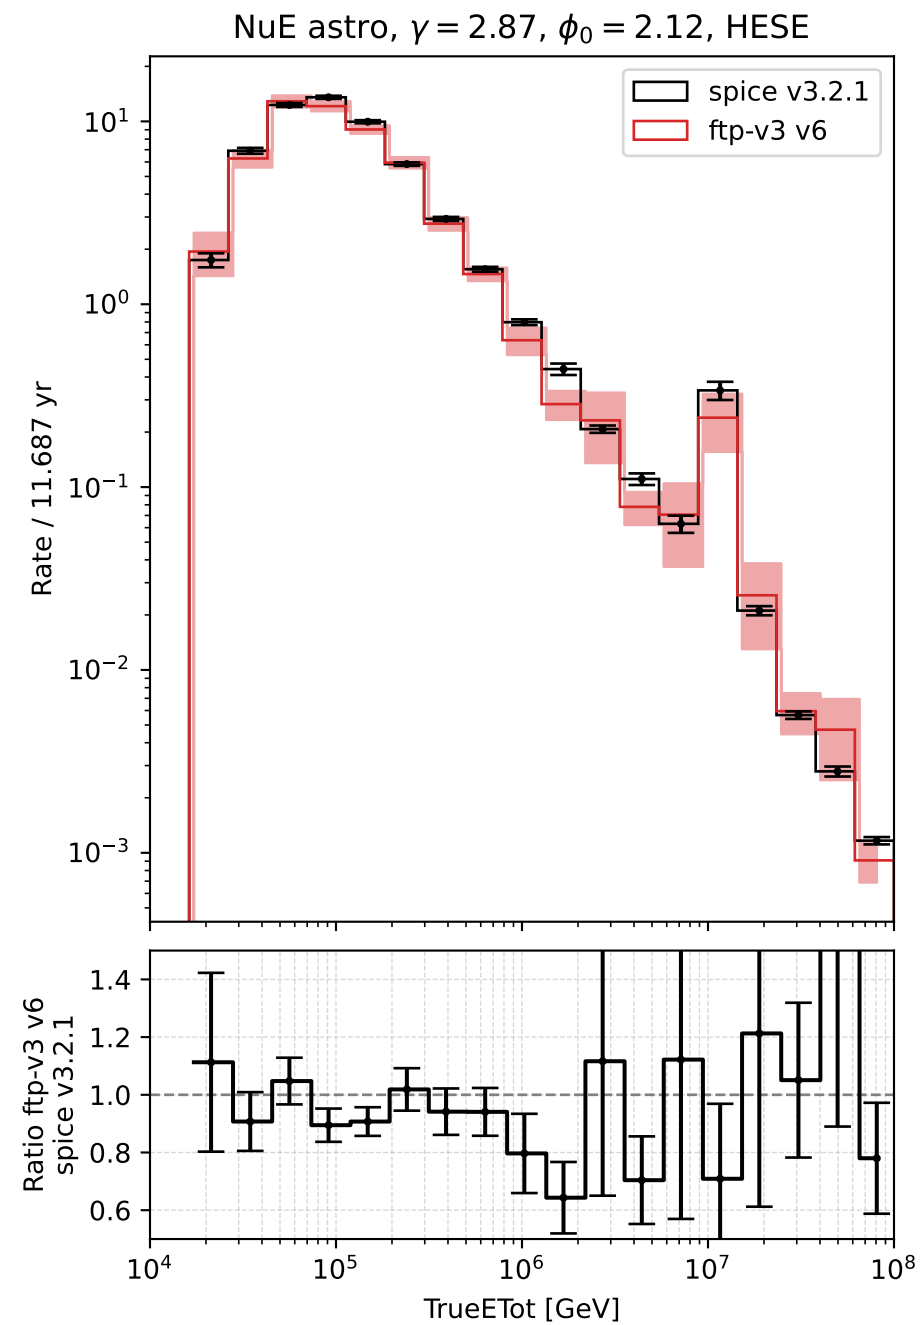 NuE astro, γ = 2.87, ϕ₀ = 2.12, HESE
spice v3.2.1
ftp-v3 v6
Rate / 11.687 yr
10¹
10⁰
10⁻¹
10⁻²
10⁻³
Ratio ftp-v3 v6
spice v3.2.1
1.4
1.2
1.0
0.8
0.6
10⁴ 10⁵ 10⁶ 10⁷ 10⁸
TrueETot [GeV]